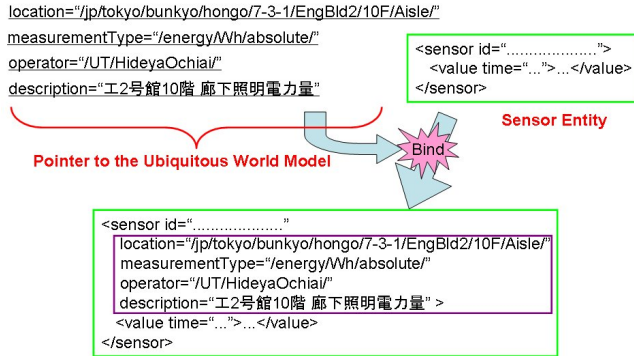 location=“/jp/tokyo/bunkyo/hongo/7-3-1/EngBld2/10F/Aisle/”
measurementType=“/energy/Wh/absolute/”
operator=“/UT/HideyaOchiai/”
description=“エ2号館10階 廊下照明電力量”
Pointer to the Ubiquitous World Model
<sensor id=“.....................”>
<value time=“...”>...</value>
</sensor>
Sensor Entity
Bind
<sensor id=“.....................”
location=“/jp/tokyo/bunkyo/hongo/7-3-1/EngBld2/10F/Aisle/”
measurementType=“/energy/Wh/absolute/”
operator=“/UT/HideyaOchiai/”
description=“エ2号館10階 廊下照明電力量” >
<value time=“...”>...</value>
</sensor>